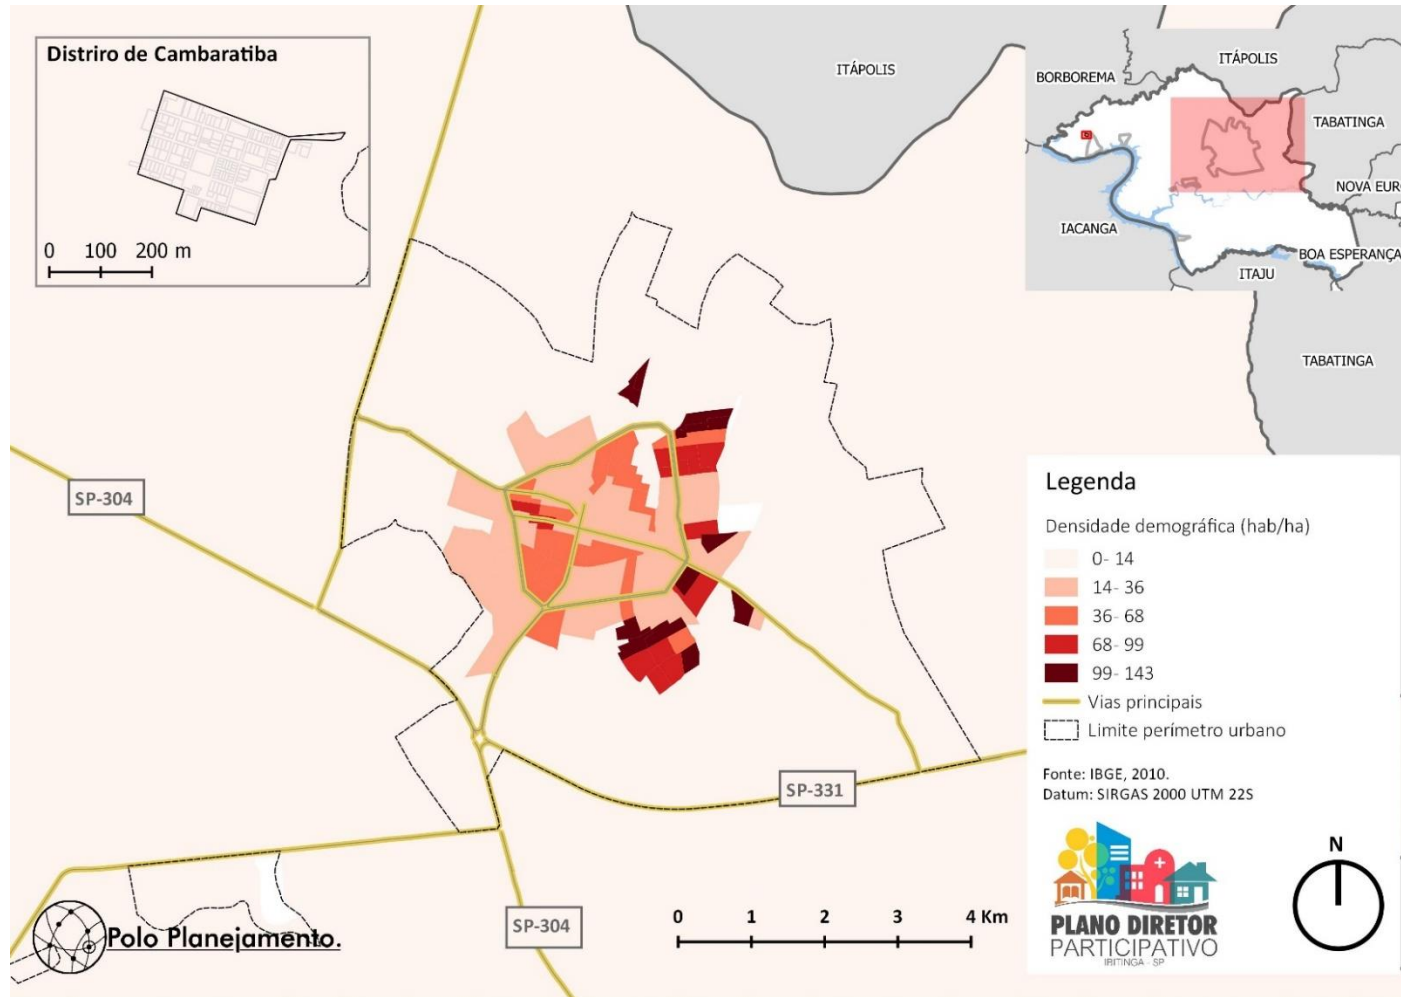 Distriro de Cambaratiba
0 100 200 m
ITÁPOLIS
ITÁPOLIS
BORBOREMA
TABATINGA
NOVA EURO
IACANGA
BOA ESPERANÇA
ITAJU
TABATINGA
SP-304
SP-331
SP-304
Legenda
Densidade demográfica (hab/ha)
0- 14
14- 36
36- 68
68- 99
99- 143
Vias principais
Limite perímetro urbano
Fonte: IBGE, 2010.
Datum: SIRGAS 2000 UTM 22S
PLANO DIRETOR
PARTICIPATIVO
IBITINGA - SP
N
0 1 2 3 4 Km
Polo Planejamento.